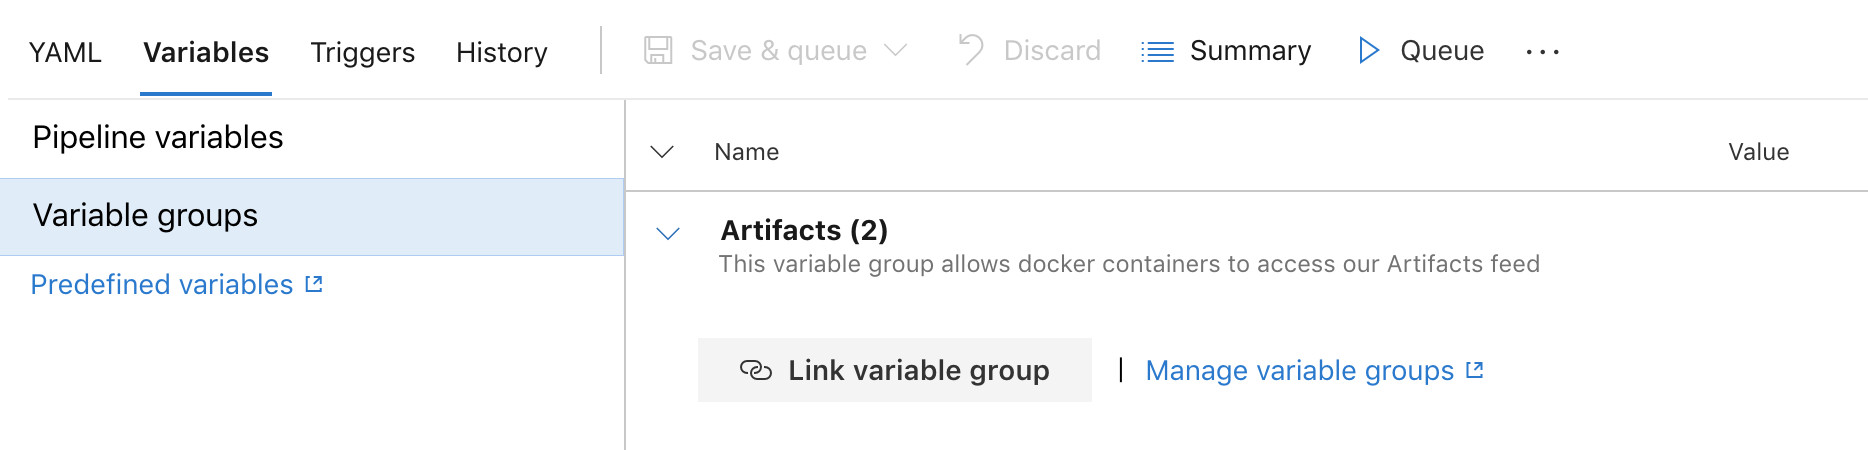 YAML Variables Triggers History Save & queue Discard Summary Queue ...
Pipeline variables
Variable groups
Predefined variables
Name Value
Artifacts (2)
This variable group allows docker containers to access our Artifacts feed
Link variable group | Manage variable groups